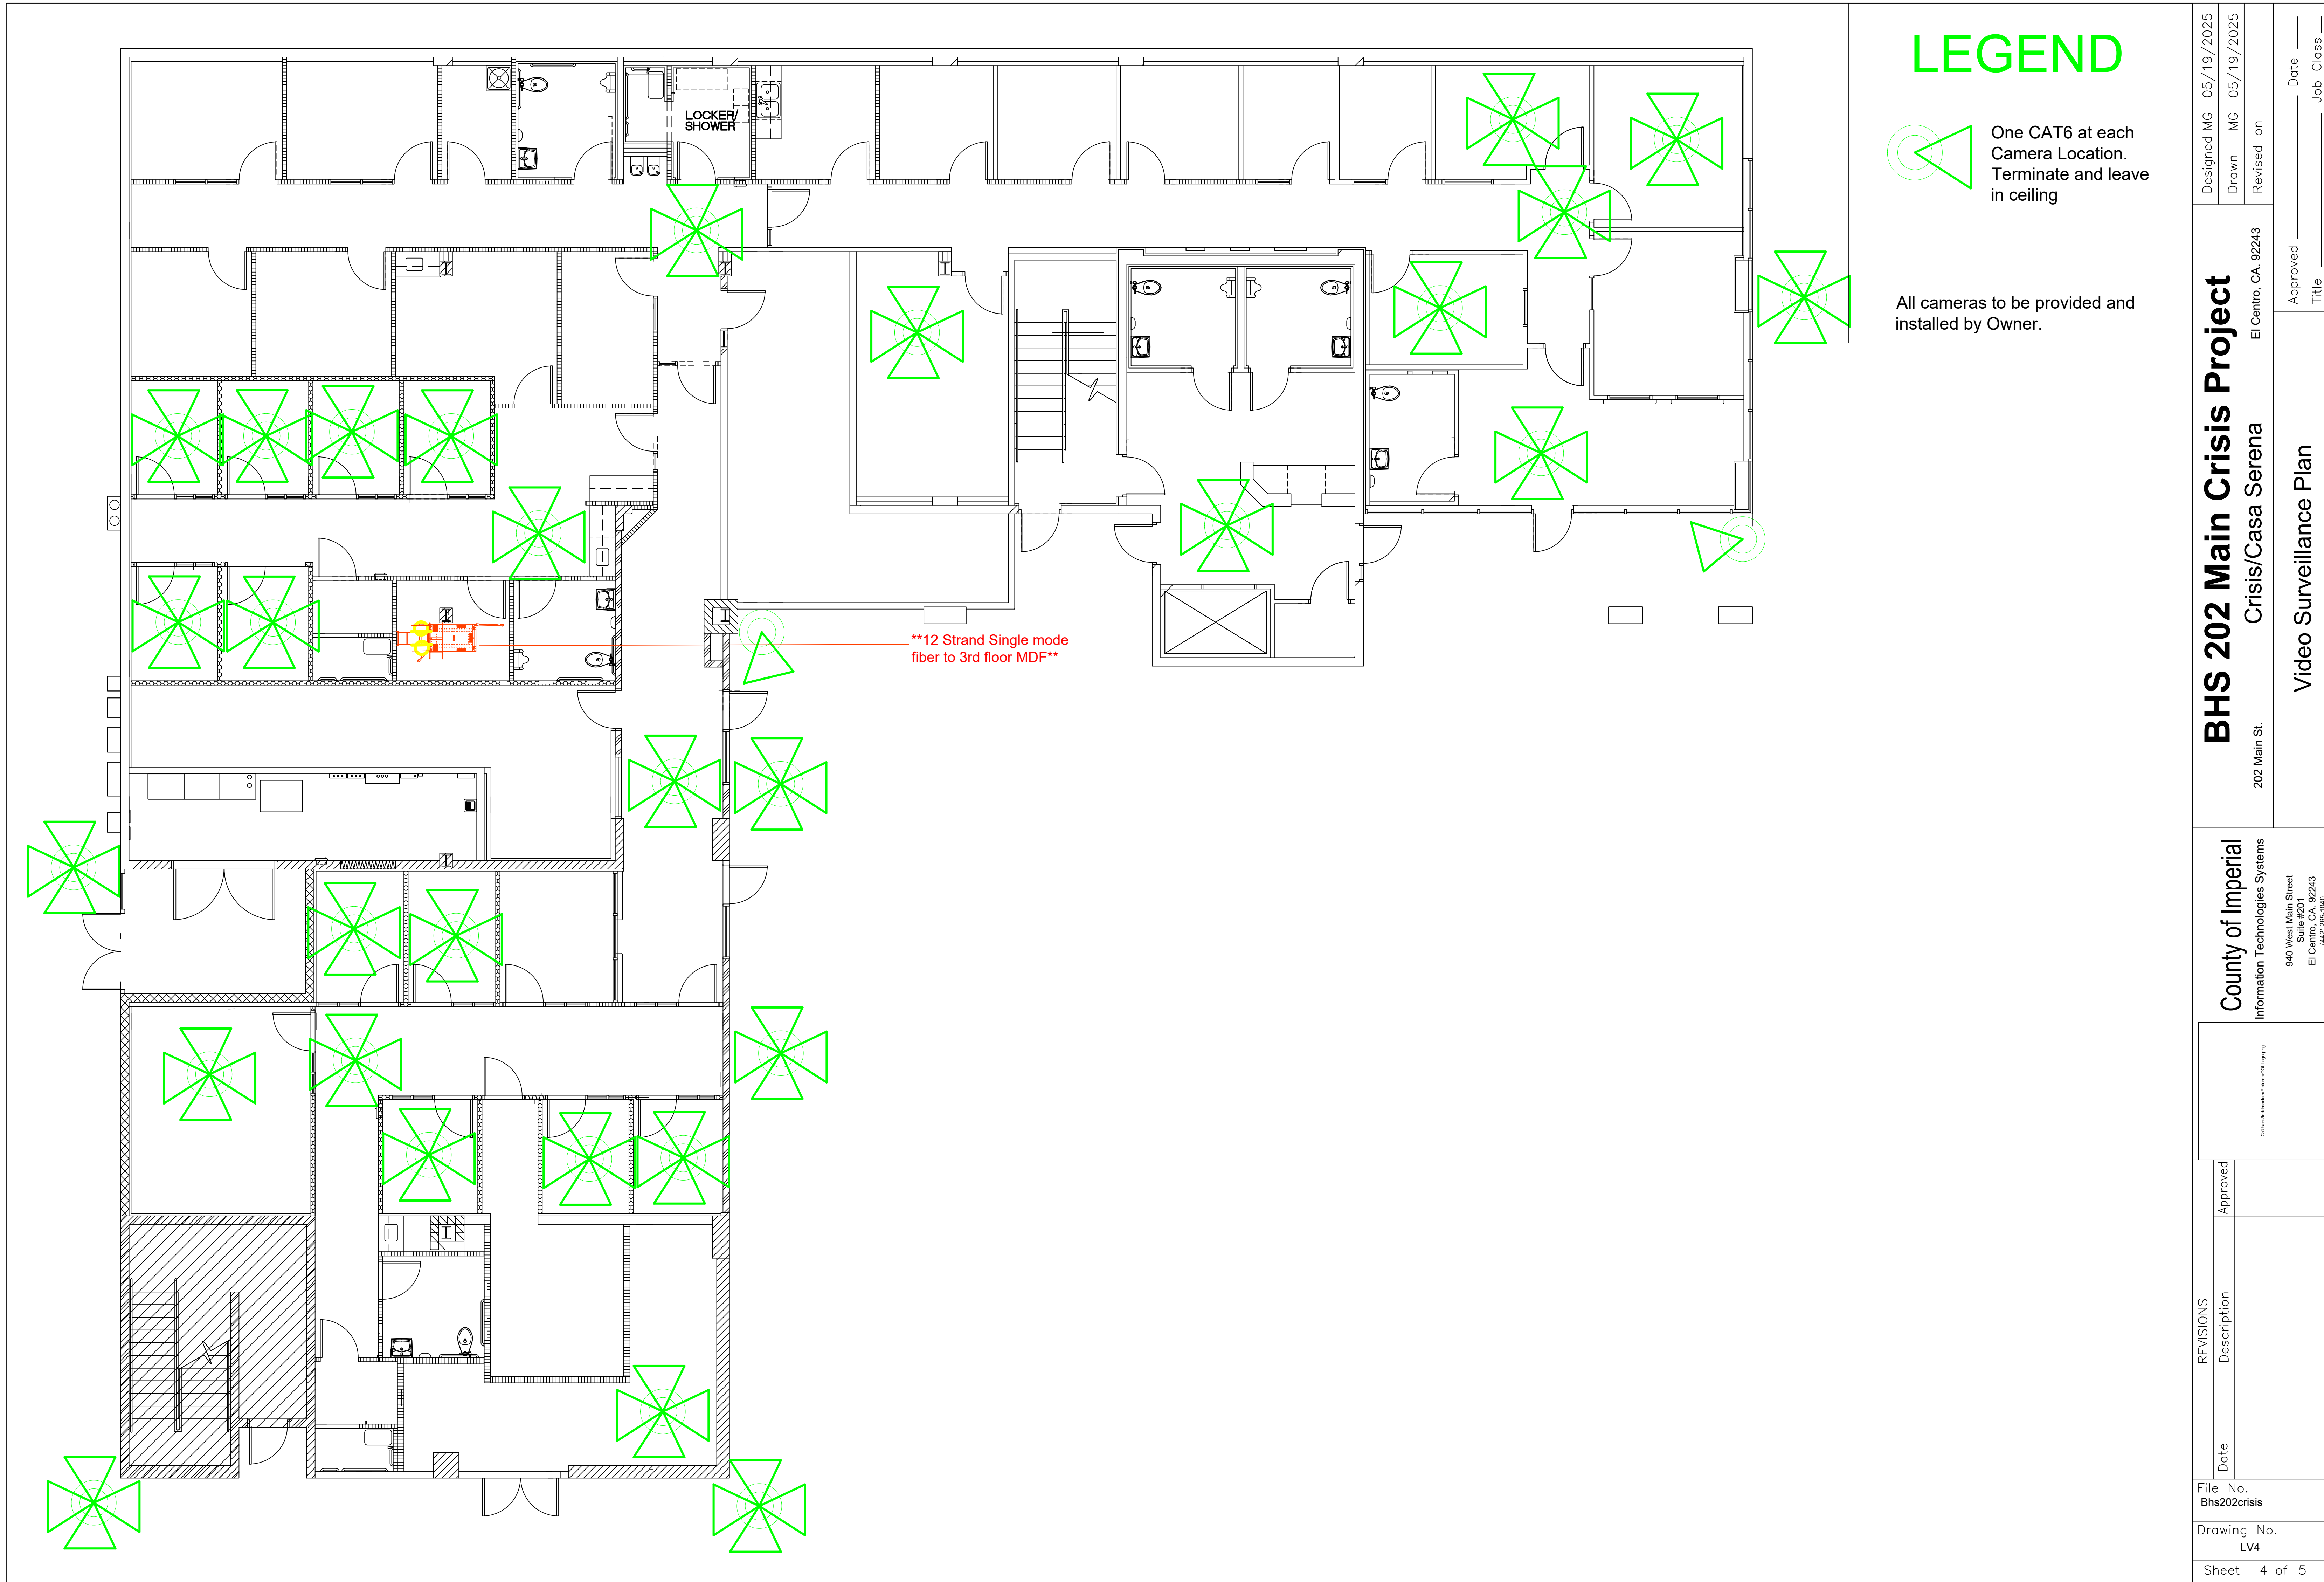 LEGEND
One CAT6 at each
Camera Location.
Terminate and leave
in ceiling
All cameras to be provided and
installed by Owner.
LOCKER/
SHOWER
**12 Strand Single mode
fiber to 3rd floor MDF**
Designed MG 05/19/2025
Drawn MG 05/19/2025
Revised on
Approved Date
Title Job Class
BHS 202 Main Crisis Project
202 Main St. Crisis/Casa Serena El Centro, CA. 92243
Video Surveillance Plan
County of Imperial
Information Technologies Systems
940 West Main Street
Suite #201
El Centro, CA. 92243
(442) 265-1040
REVISIONS
Date Description Approved
File No.
Bhs202crisis
Drawing No.
LV4
Sheet 4 of 5